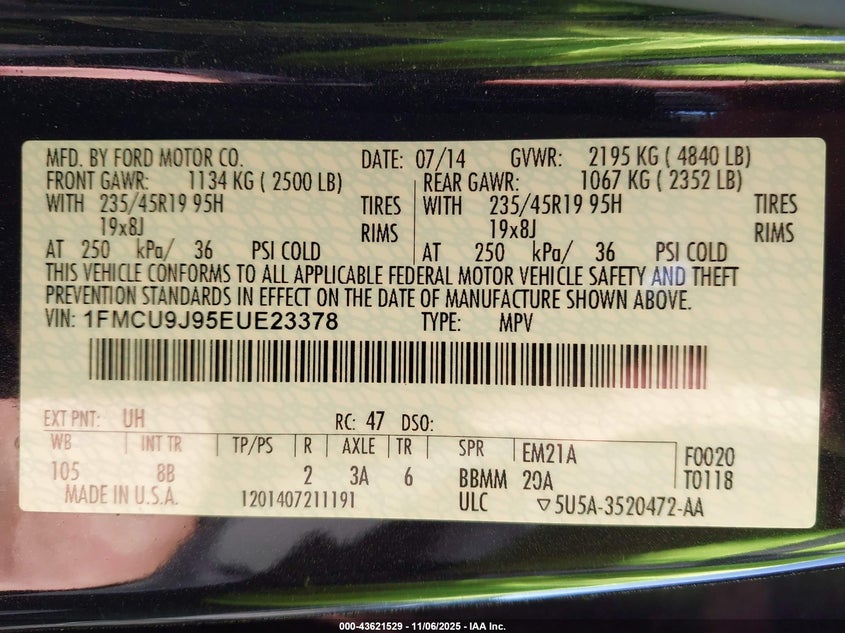 MFD. BY FORD MOTOR CO. DATE: 07/14 GVWR: 2195 KG ( 4840 LB)
FRONT GAWR: 1134 KG ( 2500 LB) REAR GAWR: 1067 KG ( 2352 LB)
WITH 235/45R19 95H TIRES WITH 235/45R19 95H TIRES
19x8J RIMS 19x8J RIMS
AT 250 kPa/ 36 PSI COLD AT 250 kPa/ 36 PSI COLD
THIS VEHICLE CONFORMS TO ALL APPLICABLE FEDERAL MOTOR VEHICLE SAFETY AND THEFT
PREVENTION STANDARDS IN EFFECT ON THE DATE OF MANUFACTURE SHOWN ABOVE.
VIN: 1FMCU9J95EUE23378 TYPE: MPV
EXT PNT: UH RC: 47 DSO:
WB INT TR TP/PS R AXLE TR SPR EM21A F0020
105 8B 2 3A 6 BBMM 20A T0118
MADE IN U.S.A. 1201407211191 ULC ▽5U5A-3520472-AA
000-43621529 - 11/06/2025 - IAA Inc.